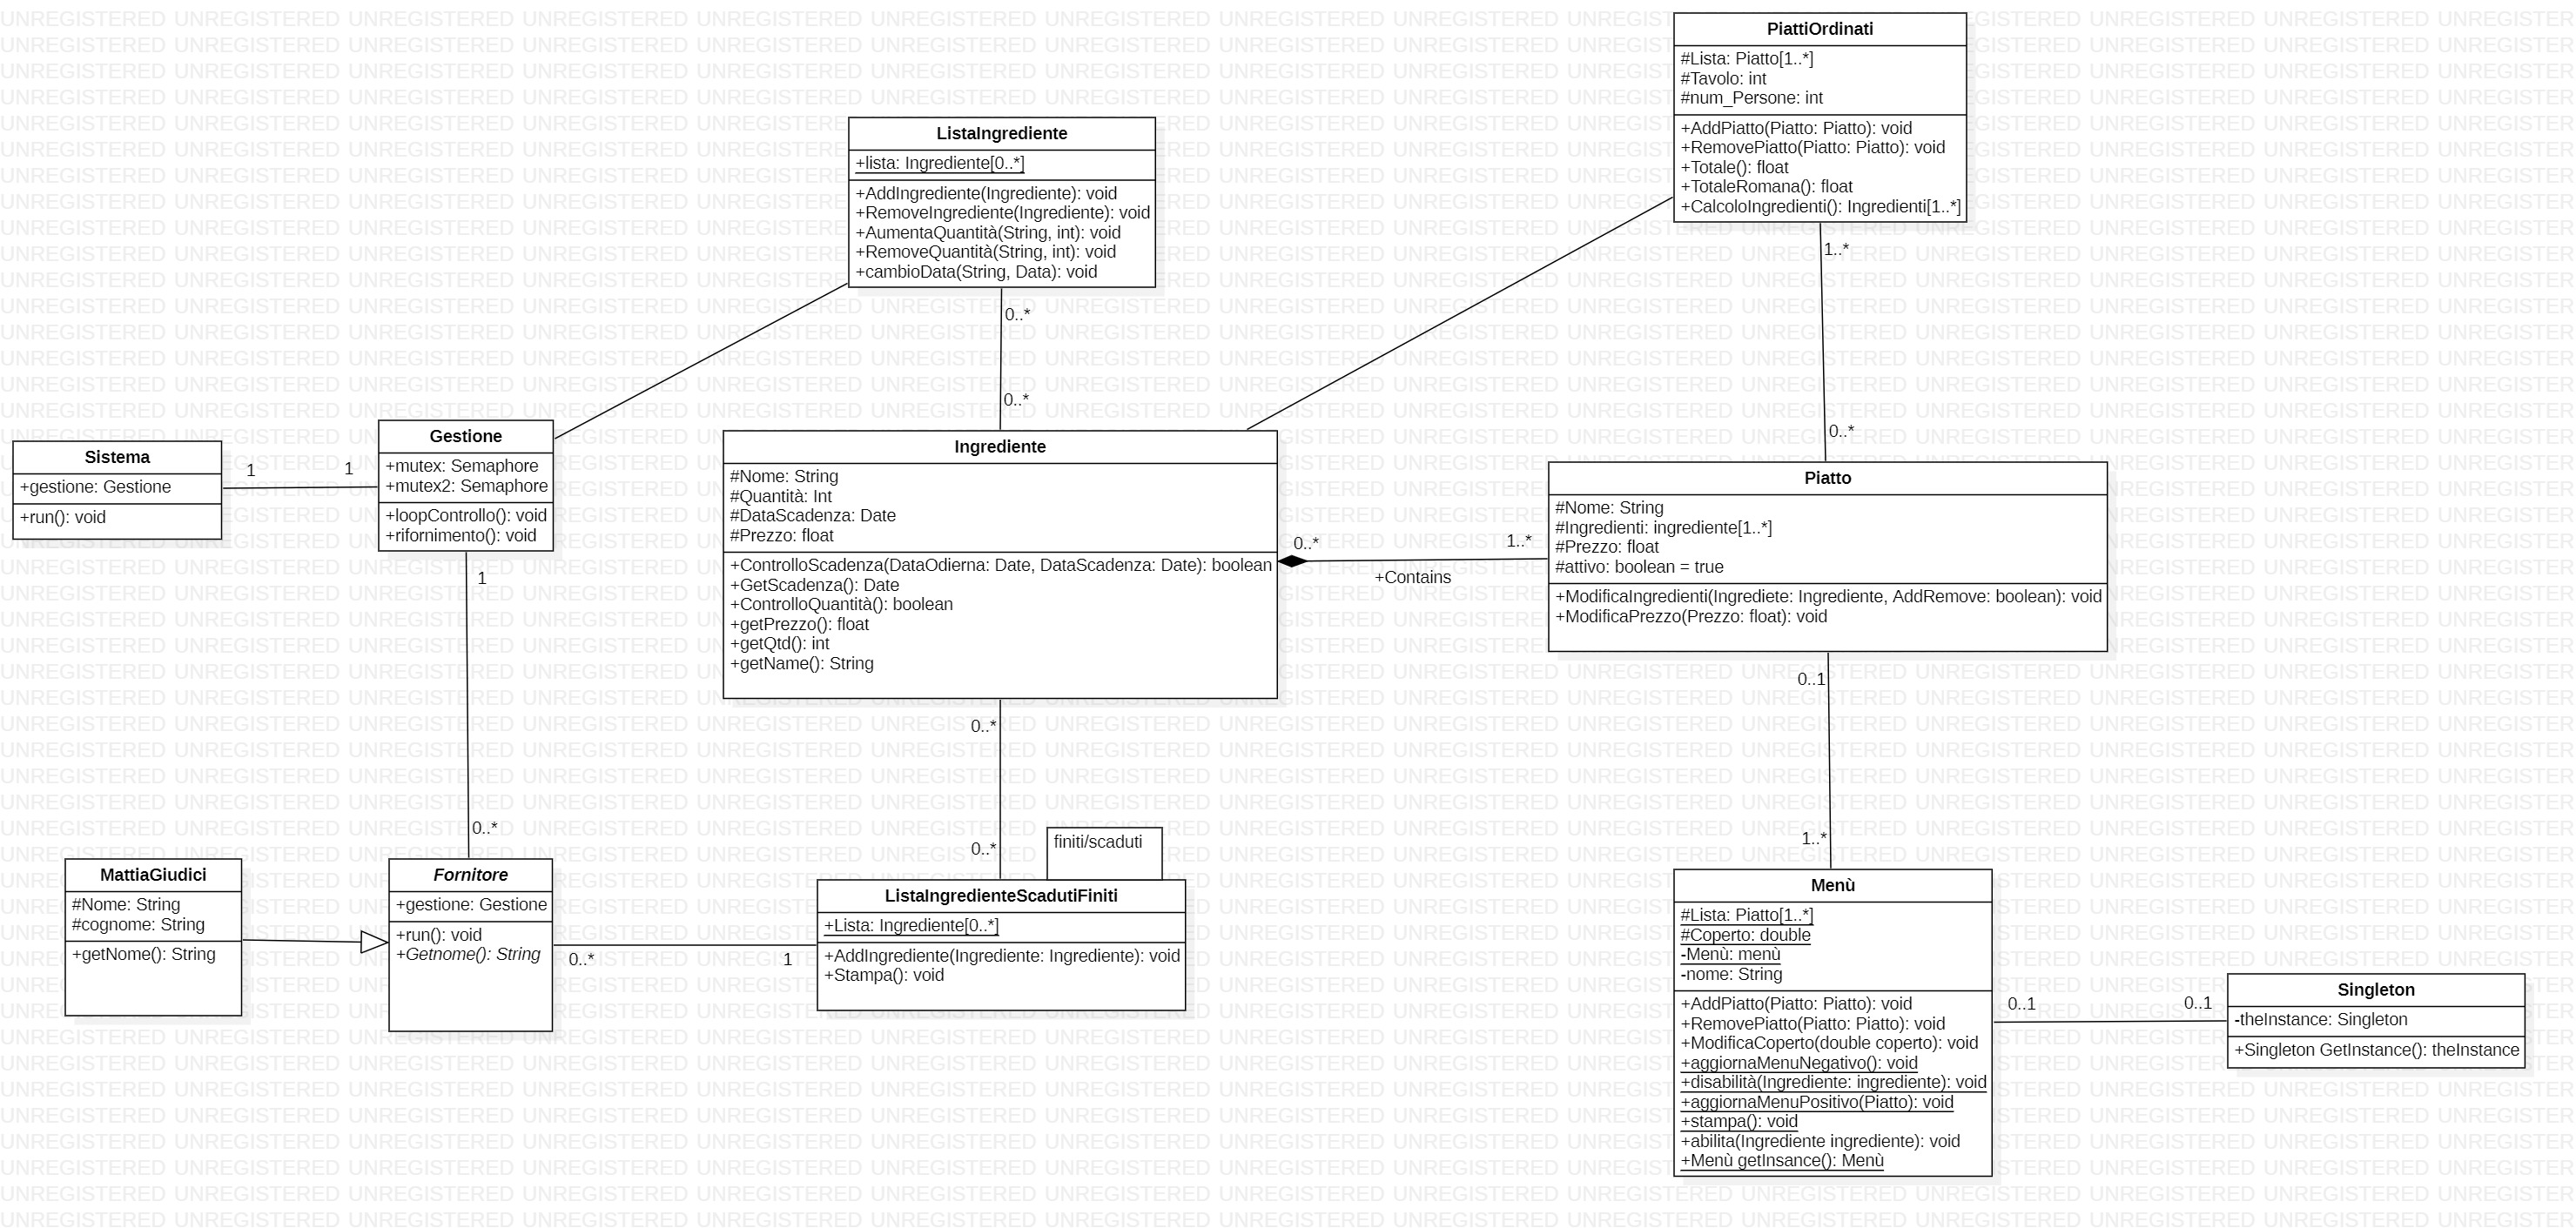 PiattiOrdinati
#Lista: Piatto[1..*]
#Tavolo: int
#num_Persone: int
+AddPiatto(Piatto: Piatto): void
+RemovePiatto(Piatto: Piatto): void
+Totale(): float
+TotaleRomana(): float
+CalcoloIngredienti(): Ingredienti[1..*]
1..*
0..*
ListaIngrediente
+lista: Ingrediente[0..*]
+AddIngrediente(Ingrediente): void
+RemoveIngrediente(Ingrediente): void
+AumentaQuantità(String, int): void
+RemoveQuantità(String, int): void
+cambioData(String, Data): void
0..*
0..*
Sistema
+gestione: Gestione
+run(): void
1
1
Gestione
+mutex: Semaphore
+mutex2: Semaphore
+loopControllo(): void
+rifornimento(): void
1
0..*
Ingrediente
#Nome: String
#Quantità: Int
#DataScadenza: Date
#Prezzo: float
+ControlloScadenza(DataOdierna: Date, DataScadenza: Date): boolean
+GetScadenza(): Date
+ControlloQuantità(): boolean
+getPrezzo(): float
+getQtd(): int
+getName(): String
0..*
1..*
+Contains
Piatto
#Nome: String
#Ingredienti: ingrediente[1..*]
#Prezzo: float
#attivo: boolean = true
+ModificaIngredienti(Ingrediete: Ingrediente, AddRemove: boolean): void
+ModificaPrezzo(Prezzo: float): void
0..1
1..*
0..*
0..*
finiti/scaduti
MattiaGiudici
#Nome: String
#cognome: String
+getNome(): String
Fornitore
+gestione: Gestione
+run(): void
+Getnome(): String
0..*
1
ListaIngredienteScadutiFiniti
+Lista: Ingrediente[0..*]
+AddIngrediente(Ingrediente: Ingrediente): void
+Stampa(): void
Menù
#Lista: Piatto[1..*]
#Coperto: double
-Menù: menù
-nome: String
+AddPiatto(Piatto: Piatto): void
+RemovePiatto(Piatto: Piatto): void
+ModificaCoperto(double coperto): void
+aggiornaMenuNegativo(): void
+disabilità(Ingrediente: ingrediente): void
+aggiornaMenuPositivo(Piatto): void
+stampa(): void
+abilita(Ingrediente ingrediente): void
+Menù getInsance(): Menù
0..1
0..1
Singleton
-theInstance: Singleton
+Singleton GetInstance(): theInstance
UNREGISTERED